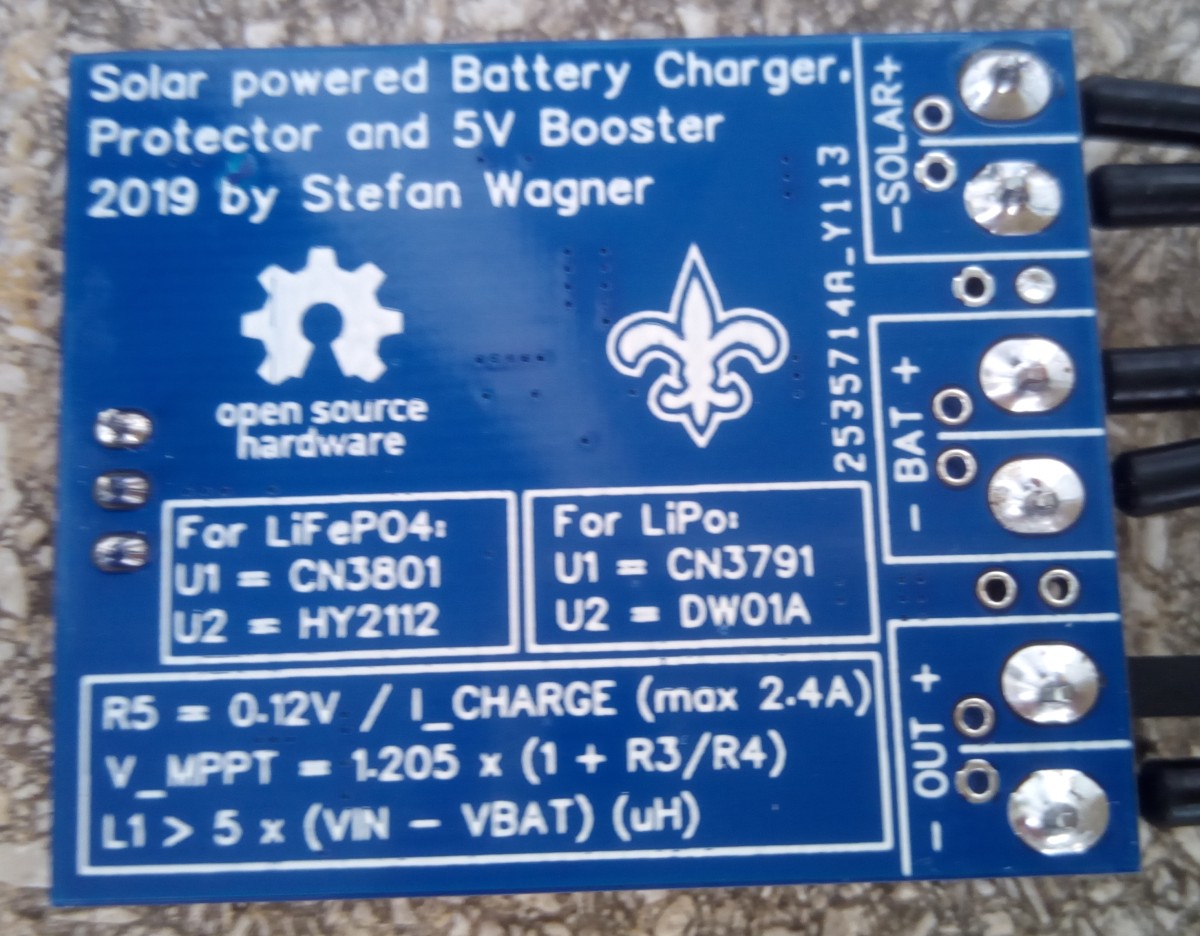 Solar powered Battery Charger,
Protector and 5V Booster
2019 by Stefan Wagner
open source
hardware
2535714A_Y113
-SOLAR+
- BAT +
- OUT +
For LiFePO4:
U1 = CN3801
U2 = HY2112
For LiPo:
U1 = CN3791
U2 = DW01A
R5 = 0.12V / I_CHARGE (max 2.4A)
V_MPPT = 1.205 x (1 + R3/R4)
L1 > 5 x (VIN - VBAT) (uH)